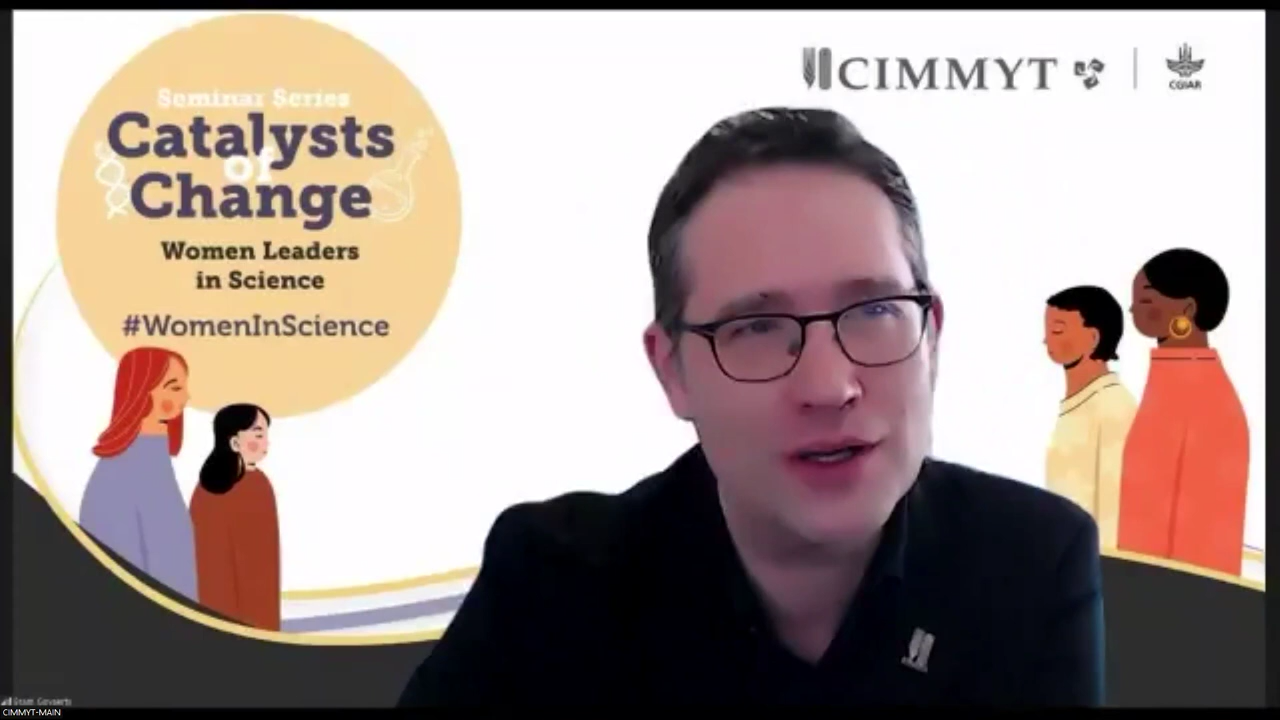 Seminar Series
Catalysts
of
Change
Women Leaders
in Science
#WomenInScience
CIMMYT
CGIAR
CIMMYT-MAIN